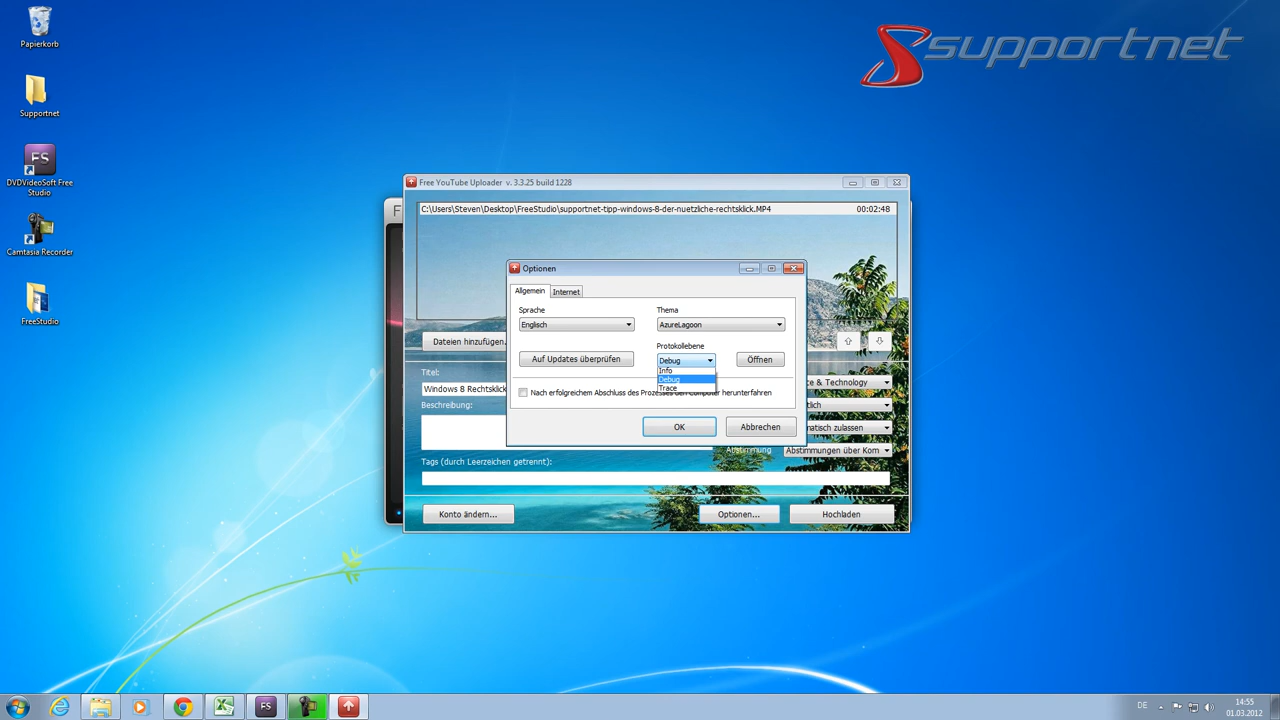 Papierkorb
Supportnet
DVDVideoSoft Free
Studio
Camtasia Recorder
FreeStudio
supportnet
Free YouTube Uploader v. 3.3.25 build 1228
C:\Users\Steven\Desktop\FreeStudio\supportnet-tipp-windows-8-der-nuetzliche-rechtsklick.MP4 00:02:48
F
Optionen
Allgemein Internet
Sprache Thema
Englisch AzureLagoon
Protokollebene
Auf Updates überprüfen Debug Öffnen
Info
Debug
Trace
Nach erfolgreichem Abschluss des Prozesses den Computer herunterfahren
OK Abbrechen
Dateien hinzufügen.
Titel:
Windows 8 Rechtsklick
Beschreibung:
e & Technology
tlich
matisch zulassen
Abstimmung Abstimmungen über Kom
Tags (durch Leerzeichen getrennt):
Konto ändern... Optionen... Hochladen
FS
DE
14:55
01.03.2012